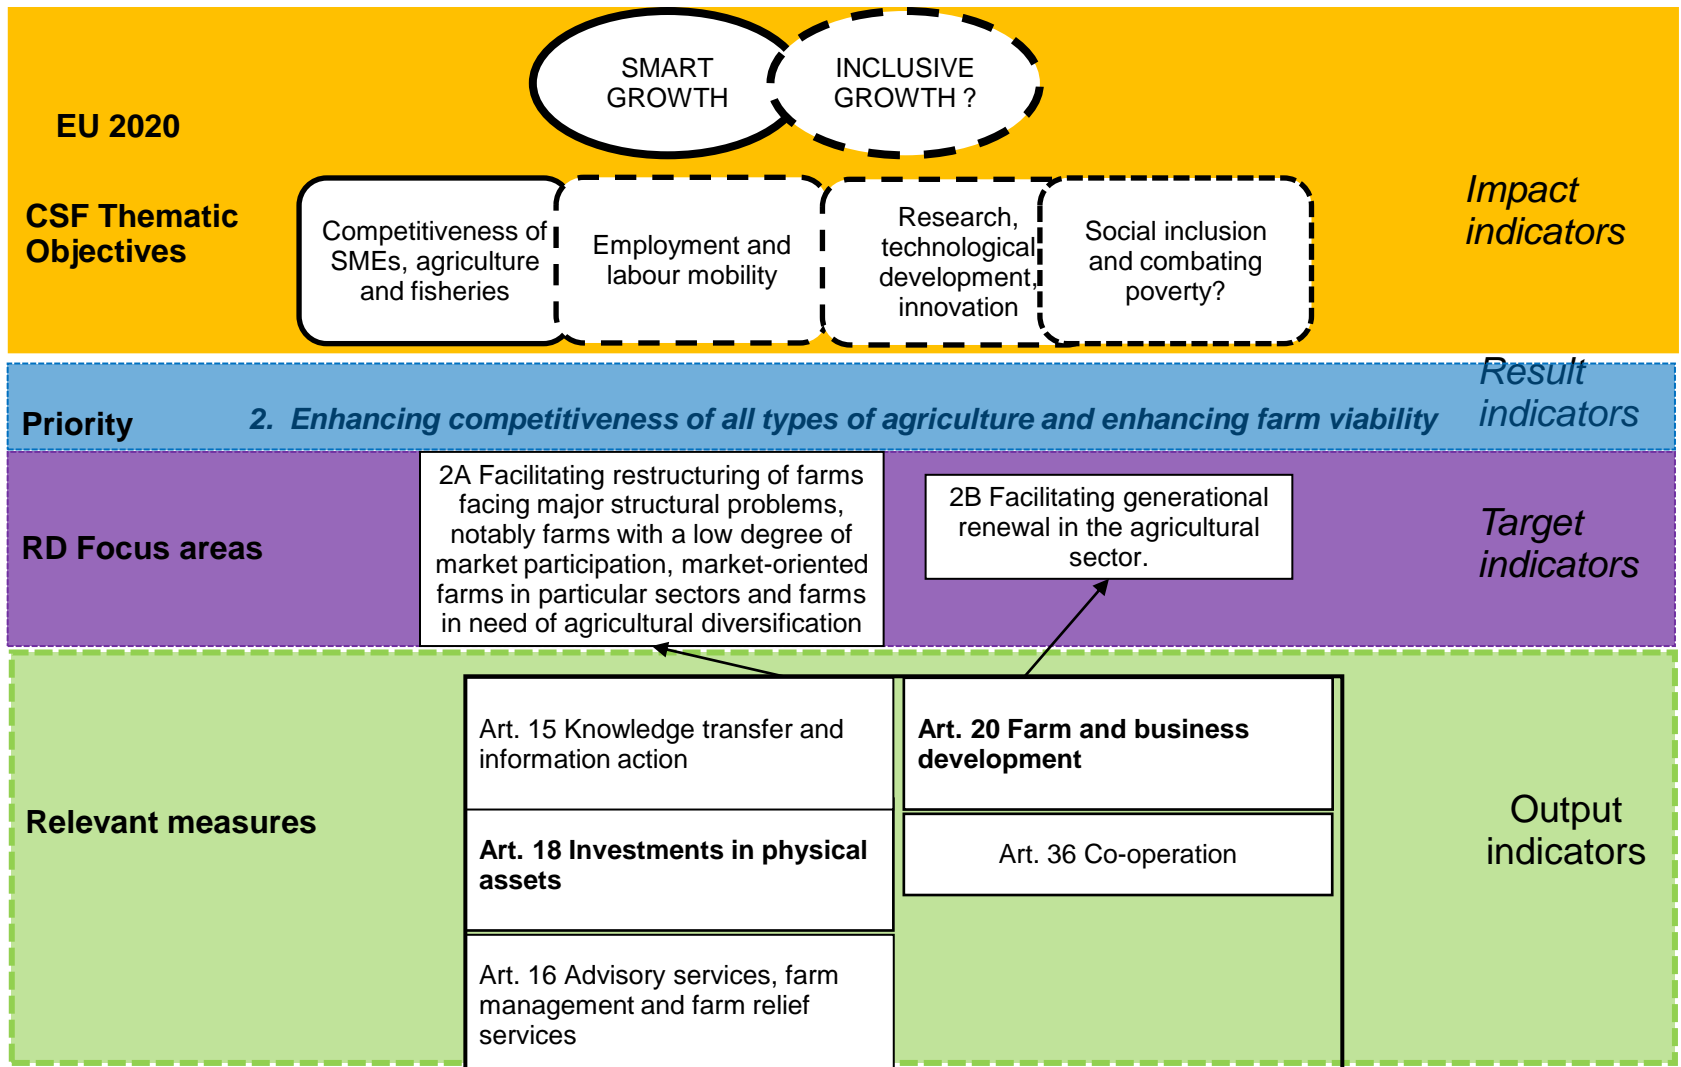 SMART
GROWTH
INCLUSIVE
GROWTH ?
EU 2020
CSF Thematic
Objectives
Competitiveness of
SMEs, agriculture
and fisheries
Employment and
labour mobility
Research,
technological
development,
innovation
Social inclusion
and combating
poverty?
Impact
indicators
Priority
2. Enhancing competitiveness of all types of agriculture and enhancing farm viability
Result
indicators
RD Focus areas
2A Facilitating restructuring of farms
facing major structural problems,
notably farms with a low degree of
market participation, market-oriented
farms in particular sectors and farms
in need of agricultural diversification
2B Facilitating generational
renewal in the agricultural
sector.
Target
indicators
Relevant measures
Art. 15 Knowledge transfer and
information action
Art. 18 Investments in physical
assets
Art. 16 Advisory services, farm
management and farm relief
services
Art. 20 Farm and business
development
Art. 36 Co-operation
Output
indicators